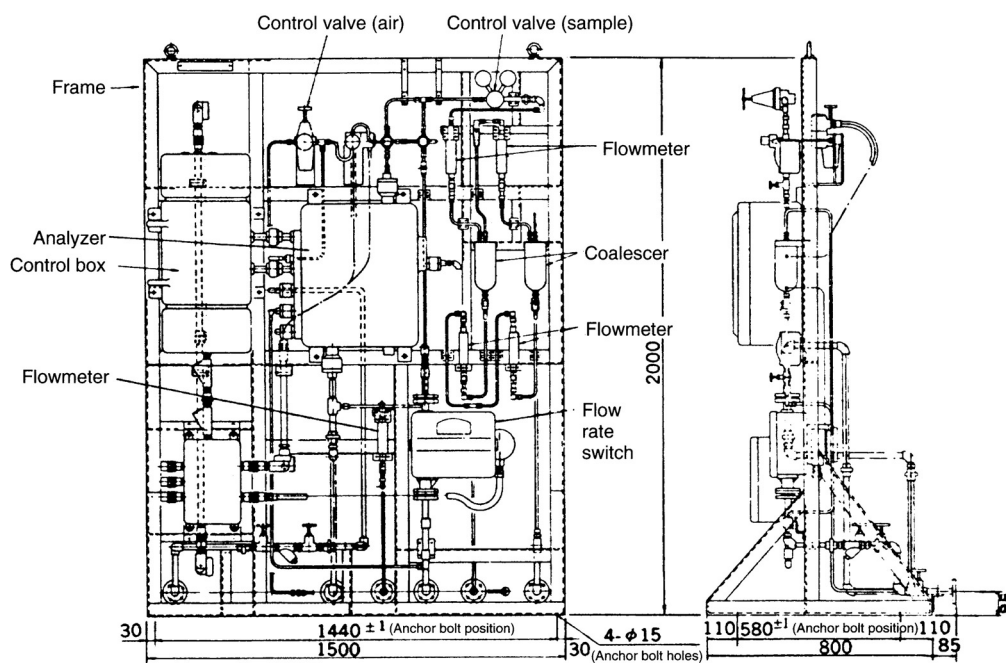 Control valve (air)
Control valve (sample)
Frame
Flowmeter
Analyzer
Control box
Coalescer
Flowmeter
Flowmeter
Flow
rate
switch
2000
30
1440 ±1 (Anchor bolt position)
1500
30
4-φ15
(Anchor bolt holes)
110
580±1 (Anchor bolt position)
110
800
85